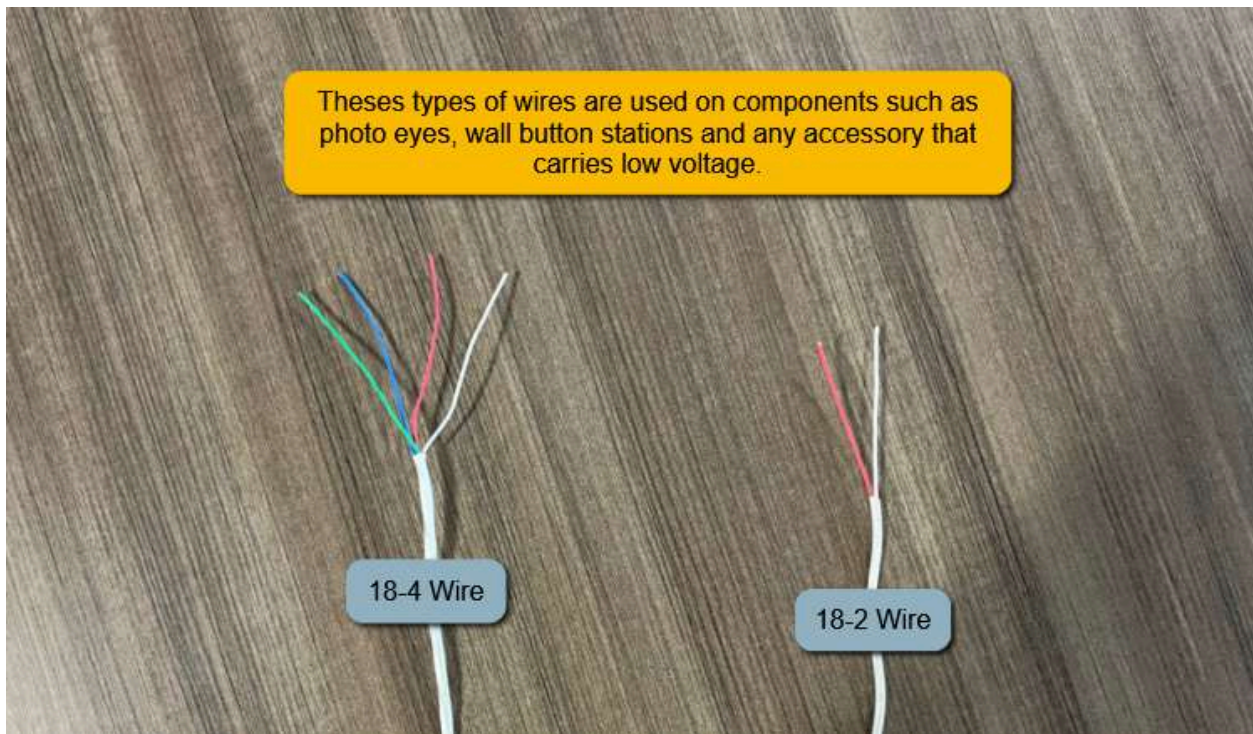 Theses types of wires are used on components such as
photo eyes, wall button stations and any accessory that
carries low voltage.
18-4 Wire
18-2 Wire